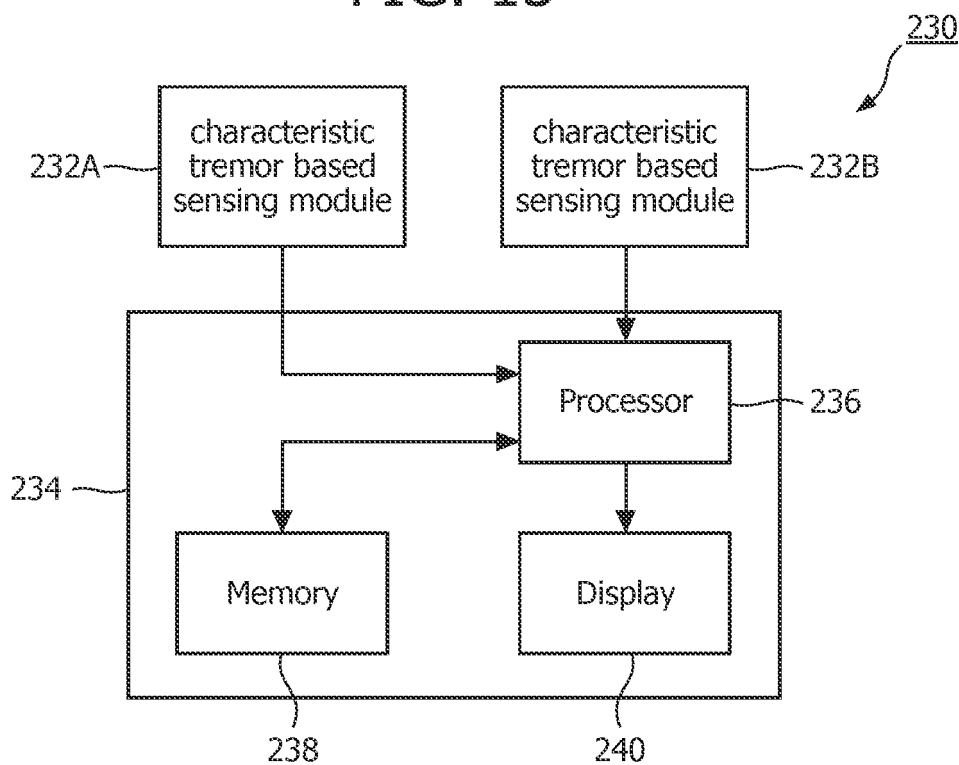 230
characteristic
tremor based
sensing module
232A
characteristic
tremor based
sensing module
232B
Processor
236
234
Memory
Display
238
240